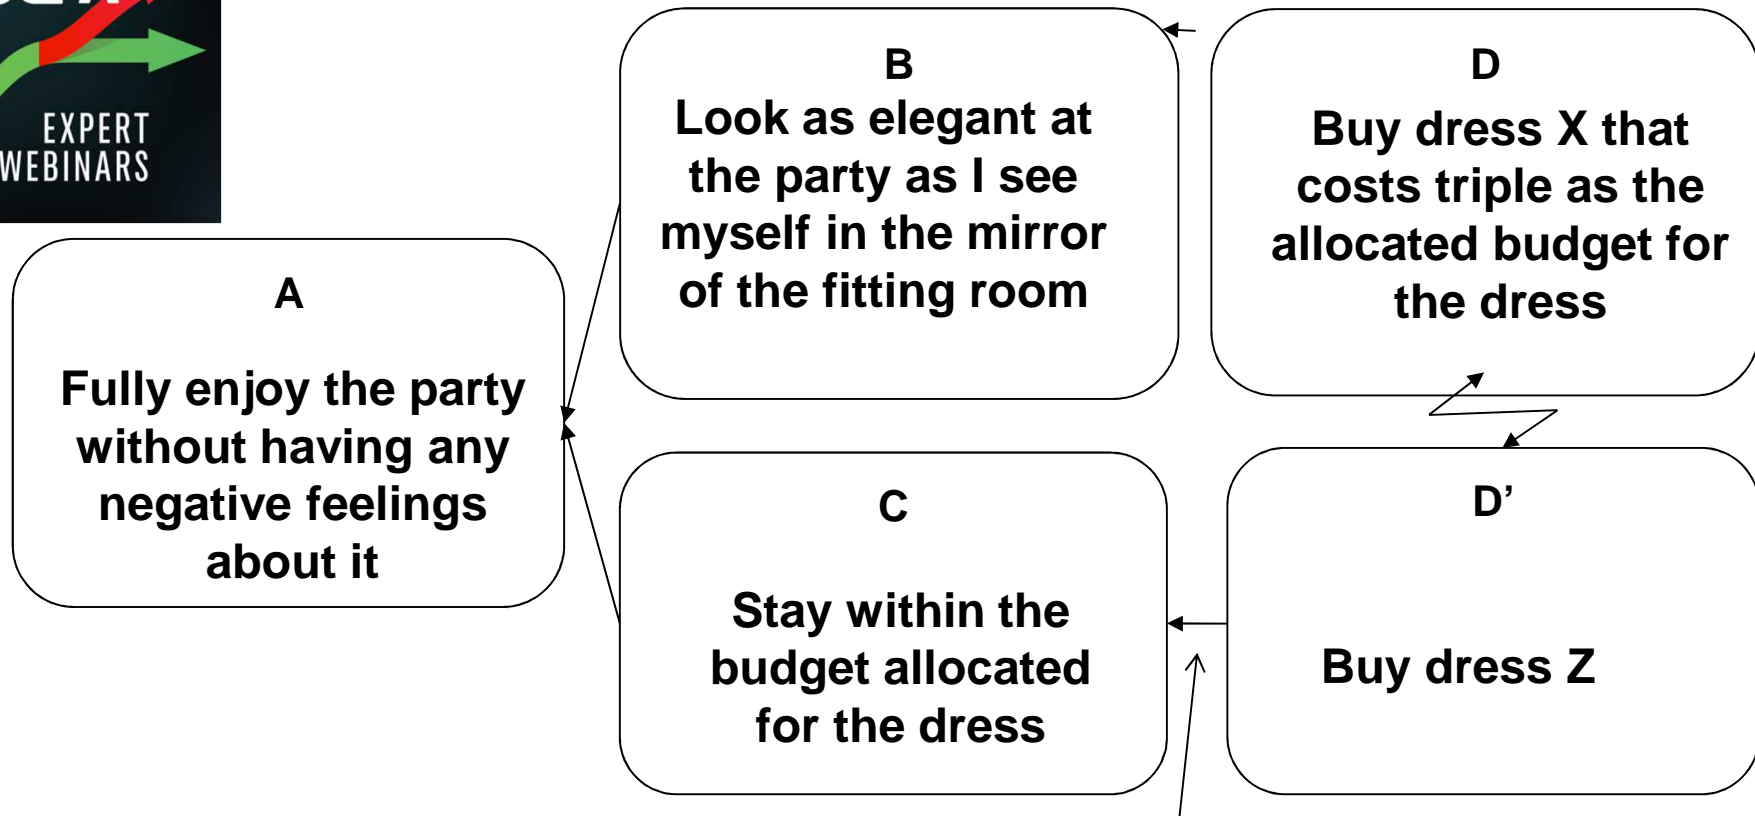 EXPERT
WEBINARS
B
Look as elegant at
the party as I see
myself in the mirror
of the fitting room
D
Buy dress X that
costs triple as the
allocated budget for
the dress
A
Fully enjoy the party
without having any
negative feelings
about it
C
Stay within the
budget allocated
for the dress
D’
Buy dress Z